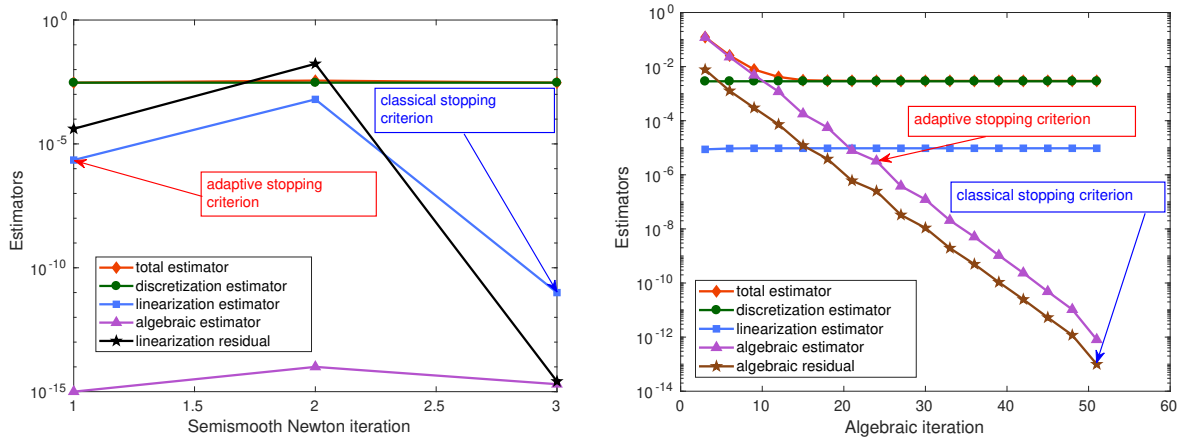 10^0
10^-5
10^-10
10^-15
Estimators
1
1.5
2
2.5
3
Semismooth Newton iteration
classical stopping
criterion
adaptive stopping
criterion
total estimator
discretization estimator
linearization estimator
algebraic estimator
linearization residual
10^0
10^-2
10^-4
10^-6
10^-8
10^-10
10^-12
10^-14
Estimators
0
10
20
30
40
50
60
Algebraic iteration
adaptive stopping criterion
classical stopping criterion
total estimator
discretization estimator
linearization estimator
algebraic estimator
algebraic residual